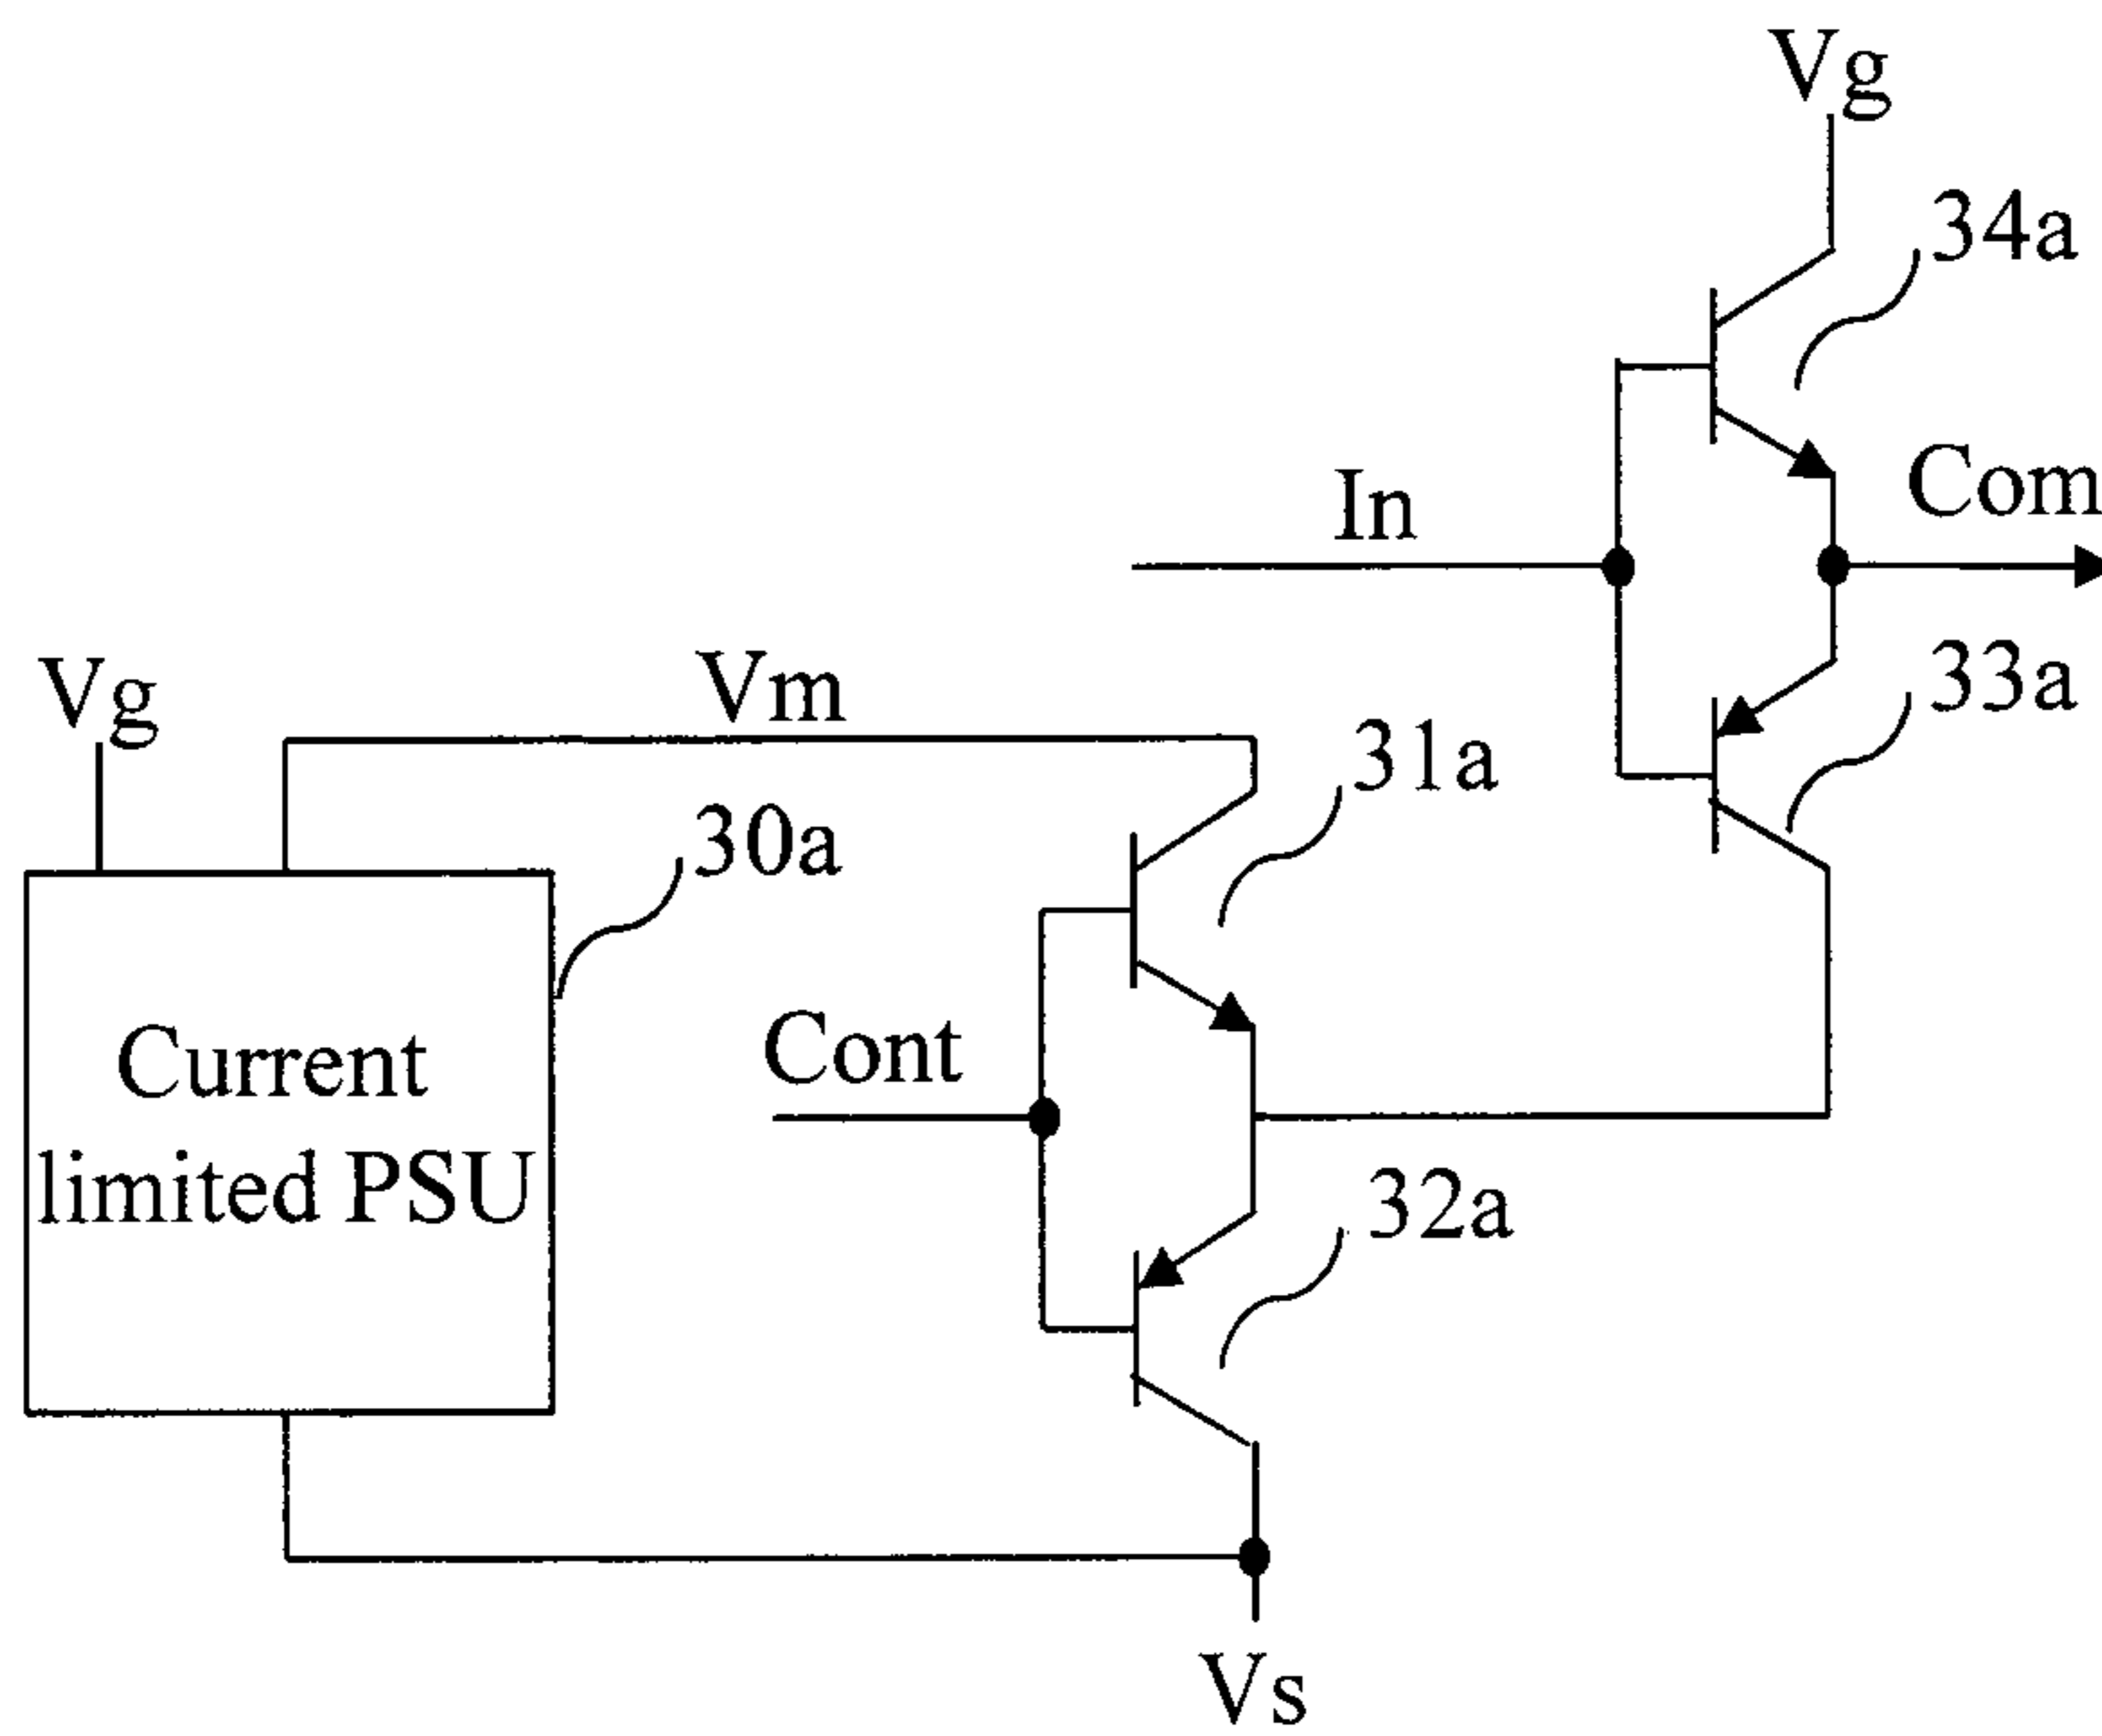 Vg
34a
In
Com
Vg
Vm
33a
31a
30a
Cont
Current
limited PSU
32a
Vs